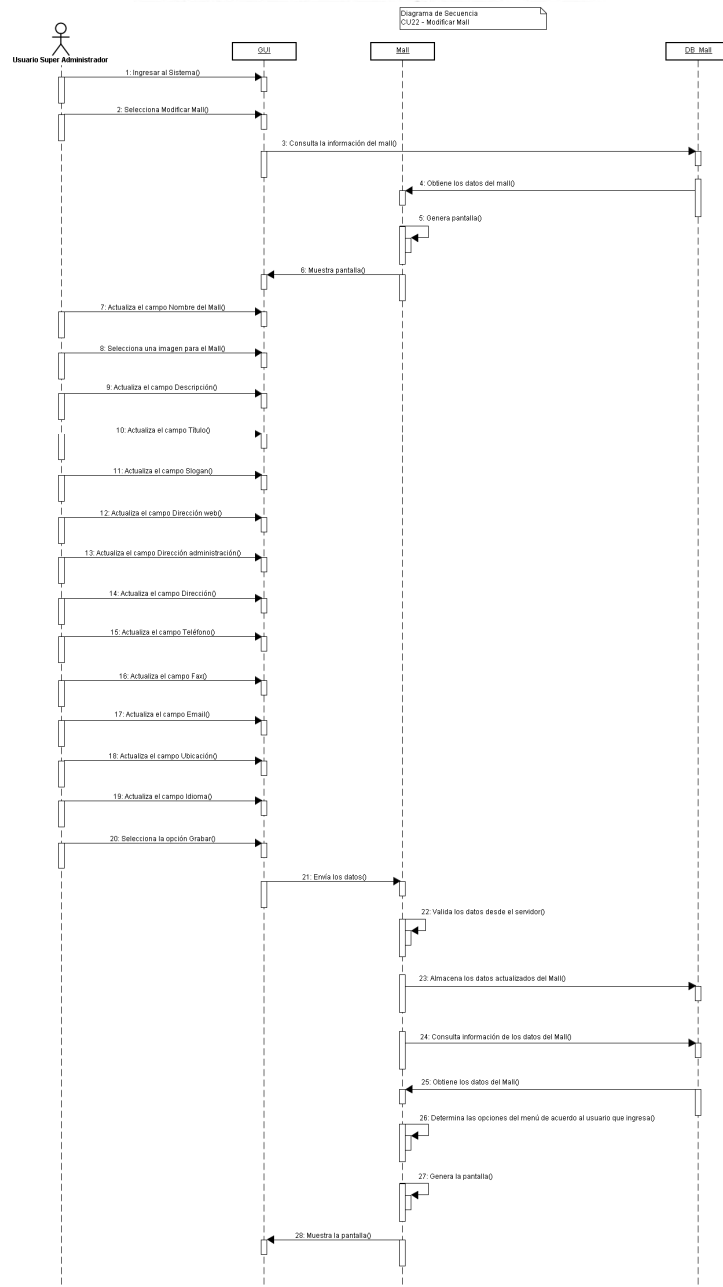 Diagrama de Secuencia
CU22 - Modificar Mall
Usuario Super Administrador
GUI
Mall
DB_Mall
1: Ingresar al Sistema()
2: Selecciona Modificar Mall()
3: Consulta la información del mall()
4: Obtiene los datos del mall()
5: Genera pantalla()
6: Muestra pantalla()
7: Actualiza el campo Nombre del Mall()
8: Selecciona una imagen para el Mall()
9: Actualiza el campo Descripción()
10: Actualiza el campo Título()
11: Actualiza el campo Slogan()
12: Actualiza el campo Dirección web()
13: Actualiza el campo Dirección administración()
14: Actualiza el campo Dirección()
15: Actualiza el campo Teléfono()
16: Actualiza el campo Fax()
17: Actualiza el campo Email()
18: Actualiza el campo Ubicación()
19: Actualiza el campo Idioma()
20: Selecciona la opción Grabar()
21: Envía los datos()
22: Valida los datos desde el servidor()
23: Almacena los datos actualizados del Mall()
24: Consulta información de los datos del Mall()
25: Obtiene los datos del Mall()
26: Determina las opciones del menú de acuerdo al usuario que ingresa()
27: Genera la pantalla()
28: Muestra la pantalla()